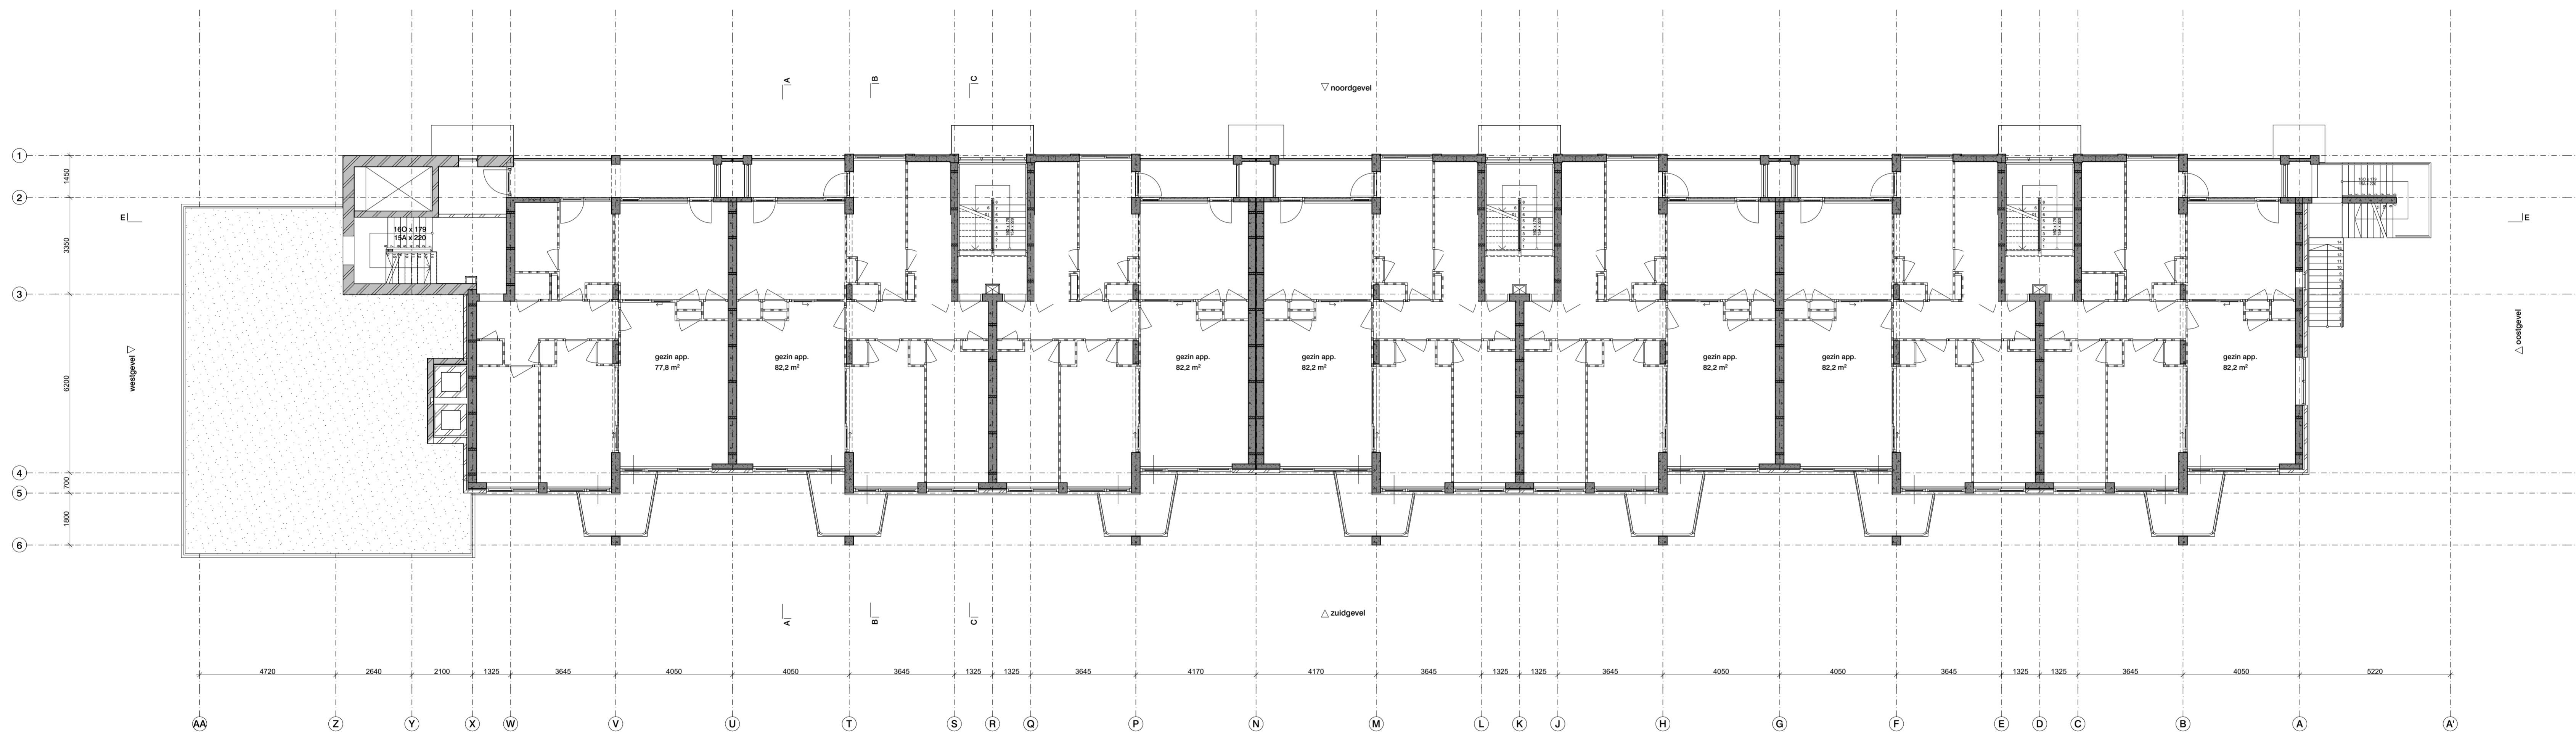 A
B
C
noordgevel
1
1450
2
E
E
3350
16O x 179
15A x 220
16O x 179
15A x 220
3
westgevel
oostgevel
gezin app.
77,8 m²
gezin app.
82,2 m²
gezin app.
82,2 m²
gezin app.
82,2 m²
gezin app.
82,2 m²
gezin app.
82,2 m²
gezin app.
82,2 m²
6200
4
700
5
1800
6
A
B
C
zuidgevel
4720 2640 2100 1325 3645 4050 4050 3645 1325 1325 3645 4170 4170 3645 1325 1325 3645 4050 4050 3645 1325 1325 3645 4050 5220
AA Z Y X W V U T S R Q P N M L K J H G F E D C B A A'